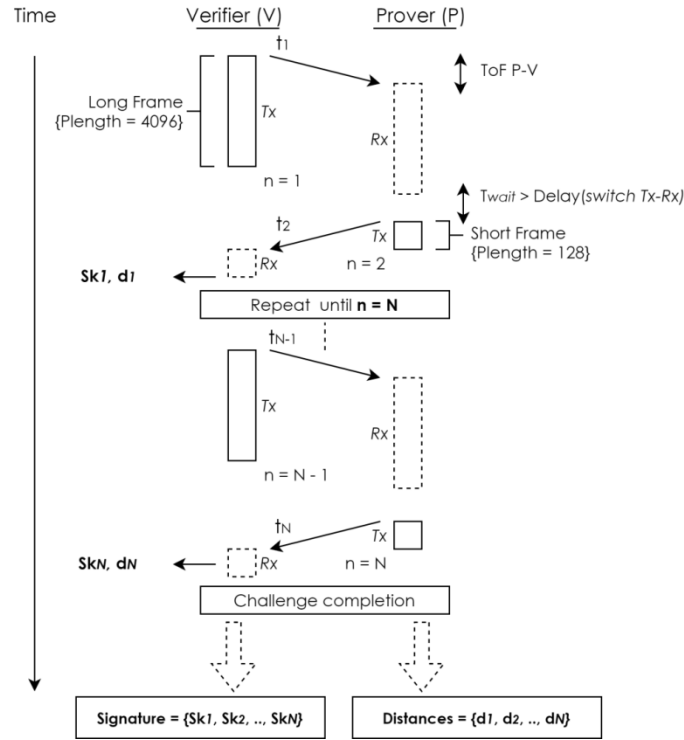 Time
Verifier (V)
Prover (P)
t1
ToF P-V
Long Frame
{Plength = 4096}
Tx
Rx
n = 1
Twait > Delay(switch Tx-Rx)
t2
Tx
Short Frame
{Plength = 128}
Rx
n = 2
Sk1, d1
Repeat until n = N
tN-1
Tx
Rx
n = N - 1
tN
Tx
SkN, dN
Rx
n = N
Challenge completion
Signature = {Sk1, Sk2, .., SkN}
Distances = {d1, d2, .., dN}